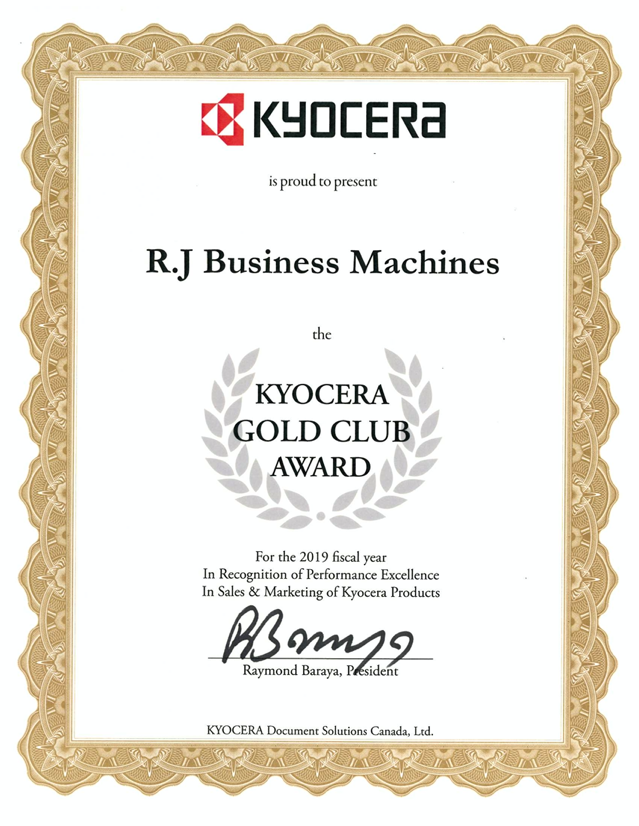 KYOCERA
is proud to present
R.J Business Machines
the
KYOCERA
GOLD CLUB
AWARD
For the 2019 fiscal year
In Recognition of Performance Excellence
In Sales & Marketing of Kyocera Products
Raymond Baraya, President
KYOCERA Document Solutions Canada, Ltd.